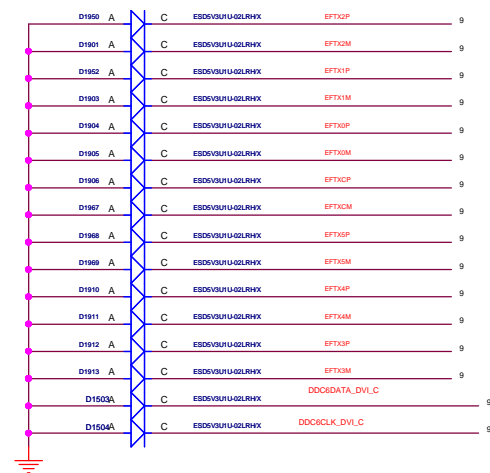 D1950 A C ESD5V3U1U-02LRH/X EFTX2P 9
D1901 A C ESD5V3U1U-02LRH/X EFTX2M 9
D1952 A C ESD5V3U1U-02LRH/X EFTX1P 9
D1903 A C ESD5V3U1U-02LRH/X EFTX1M 9
D1904 A C ESD5V3U1U-02LRH/X EFTX0P 9
D1905 A C ESD5V3U1U-02LRH/X EFTX0M 9
D1906 A C ESD5V3U1U-02LRH/X EFTXCP 9
D1967 A C ESD5V3U1U-02LRH/X EFTXCM 9
D1968 A C ESD5V3U1U-02LRH/X EFTX5P 9
D1969 A C ESD5V3U1U-02LRH/X EFTX5M 9
D1910 A C ESD5V3U1U-02LRH/X EFTX4P 9
D1911 A C ESD5V3U1U-02LRH/X EFTX4M 9
D1912 A C ESD5V3U1U-02LRH/X EFTX3P 9
D1913 A C ESD5V3U1U-02LRH/X EFTX3M 9
D1503 A C ESD5V3U1U-02LRH/X DDC6DATA_DVI_C 9
D1504 A C ESD5V3U1U-02LRH/X DDC6CLK_DVI_C 9